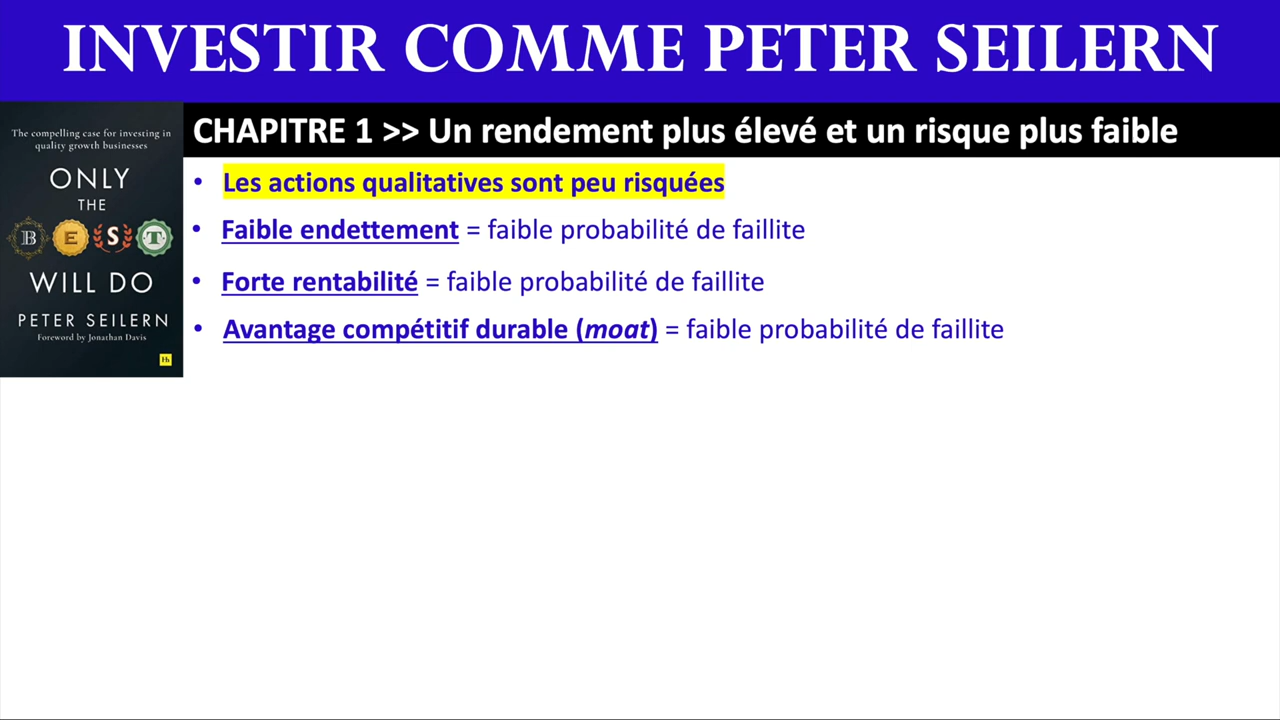 INVESTIR COMME PETER SEILERN
The compelling case for investing in
quality growth businesses
ONLY
THE
BEST
WILL DO
PETER SEILERN
Foreword by Jonathan Davis
Hh
CHAPITRE 1 >> Un rendement plus élevé et un risque plus faible
• Les actions qualitatives sont peu risquées
• Faible endettement = faible probabilité de faillite
• Forte rentabilité = faible probabilité de faillite
• Avantage compétitif durable (moat) = faible probabilité de faillite